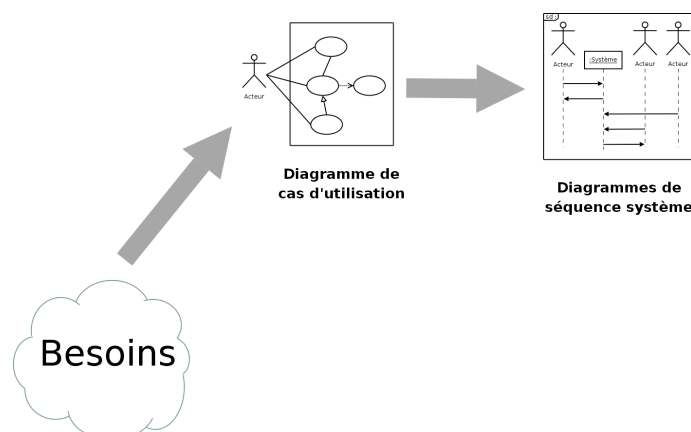 sd :
Acteur
:Système
Acteur
Acteur
Acteur
Diagramme de
cas d'utilisation
Diagrammes de
séquence système
Besoins